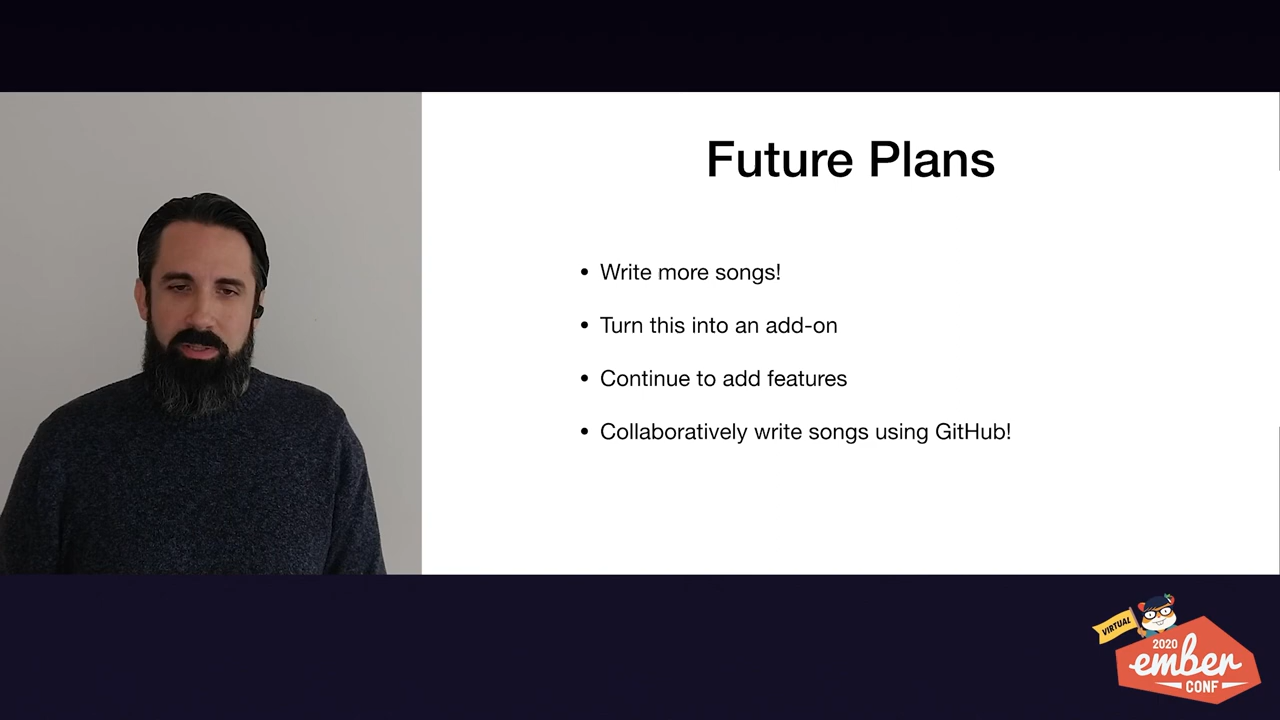 Future Plans
• Write more songs!
• Turn this into an add-on
• Continue to add features
• Collaboratively write songs using GitHub!
VIRTUAL
2020
ember
CONF